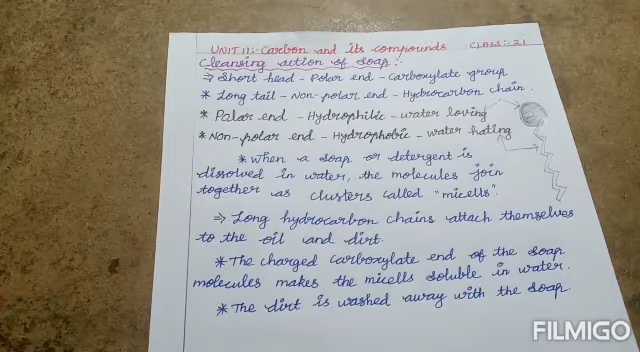 UNIT 11:- Carbon and its compounds CLASS:- 21
Cleansing action of soap:-
⇒ Short head - Polar end - Carboxylate group
* Long tail - Non-polar end - Hydrocarbon chain.
* Polar end - Hydrophilic - water loving
* Non-polar end - Hydrophobic - water hating
* When a soap or detergent is
dissolved in water, the molecules join
together as clusters called "micells".
⇒ Long hydrocarbon chains attach themselves
to the oil and dirt.
* The charged carboxylate end of the soap
molecules makes the micells soluble in water.
* The dirt is washed away with the soap.
FILMIGO